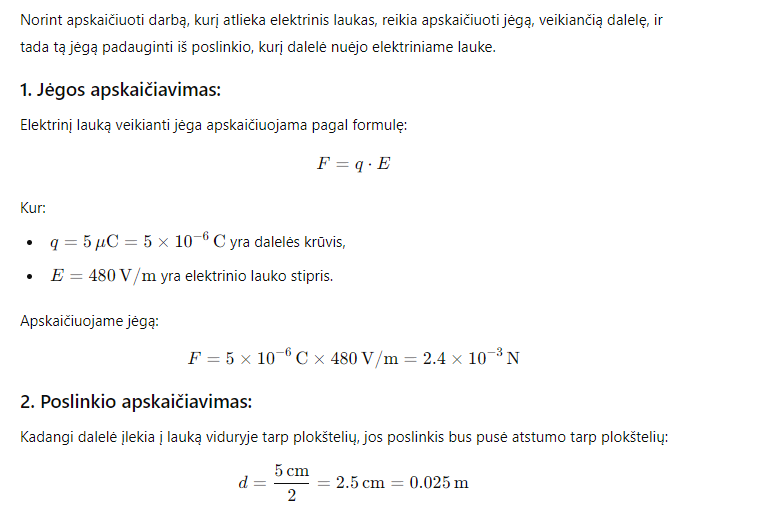 Norint apskaičiuoti darbą, kurį atlieka elektrinis laukas, reikia apskaičiuoti jėgą, veikiančią dalelę, ir
tada tą jėgą padauginti iš poslinkio, kurį dalelė nuėjo elektriniame lauke.
1. Jėgos apskaičiavimas:
Elektrinį lauką veikianti jėga apskaičiuojama pagal formulę:
F = q · E
Kur:
• q = 5 μC = 5 × 10⁻⁶ C yra dalelės krūvis,
• E = 480 V/m yra elektrinio lauko stipris.
Apskaičiuojame jėgą:
F = 5 × 10⁻⁶ C × 480 V/m = 2.4 × 10⁻³ N
2. Poslinkio apskaičiavimas:
Kadangi dalelė įlekia į lauką viduryje tarp plokštelių, jos poslinkis bus pusė atstumo tarp plokštelių:
d = 5 cm / 2 = 2.5 cm = 0.025 m